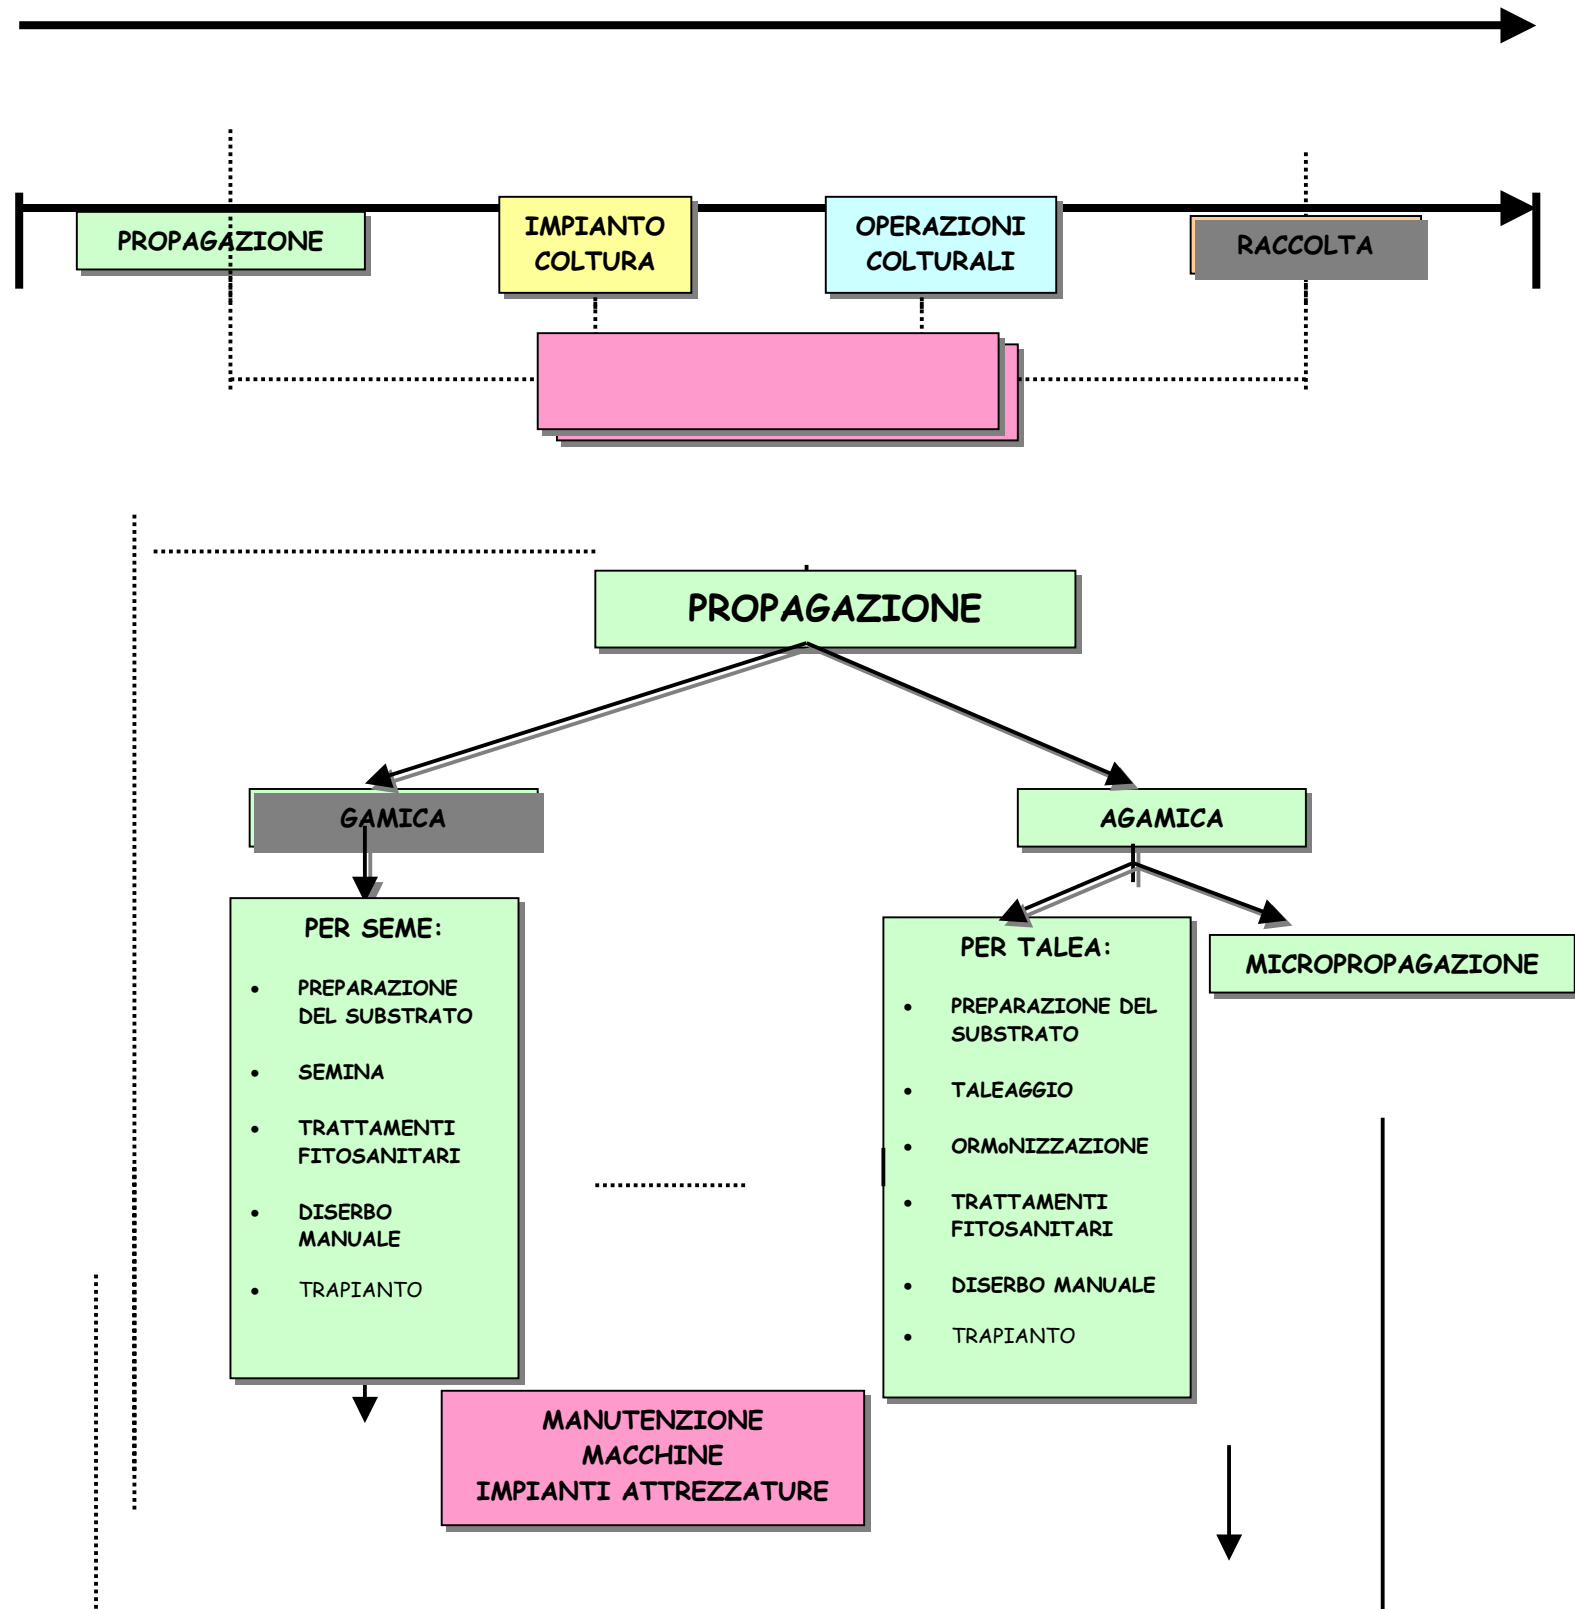 PROPAGAZIONE
IMPIANTO
COLTURA
OPERAZIONI
COLTURALI
RACCOLTA
PROPAGAZIONE
GAMICA
AGAMICA
PER SEME:
• PREPARAZIONE
DEL SUBSTRATO
• SEMINA
• TRATTAMENTI
FITOSANITARI
• DISERBO
MANUALE
• TRAPIANTO
PER TALEA:
• PREPARAZIONE DEL
SUBSTRATO
• TALEAGGIO
• ORMoNIZZAZIONE
• TRATTAMENTI
FITOSANITARI
• DISERBO MANUALE
• TRAPIANTO
MICROPROPAGAZIONE
MANUTENZIONE
MACCHINE
IMPIANTI ATTREZZATURE